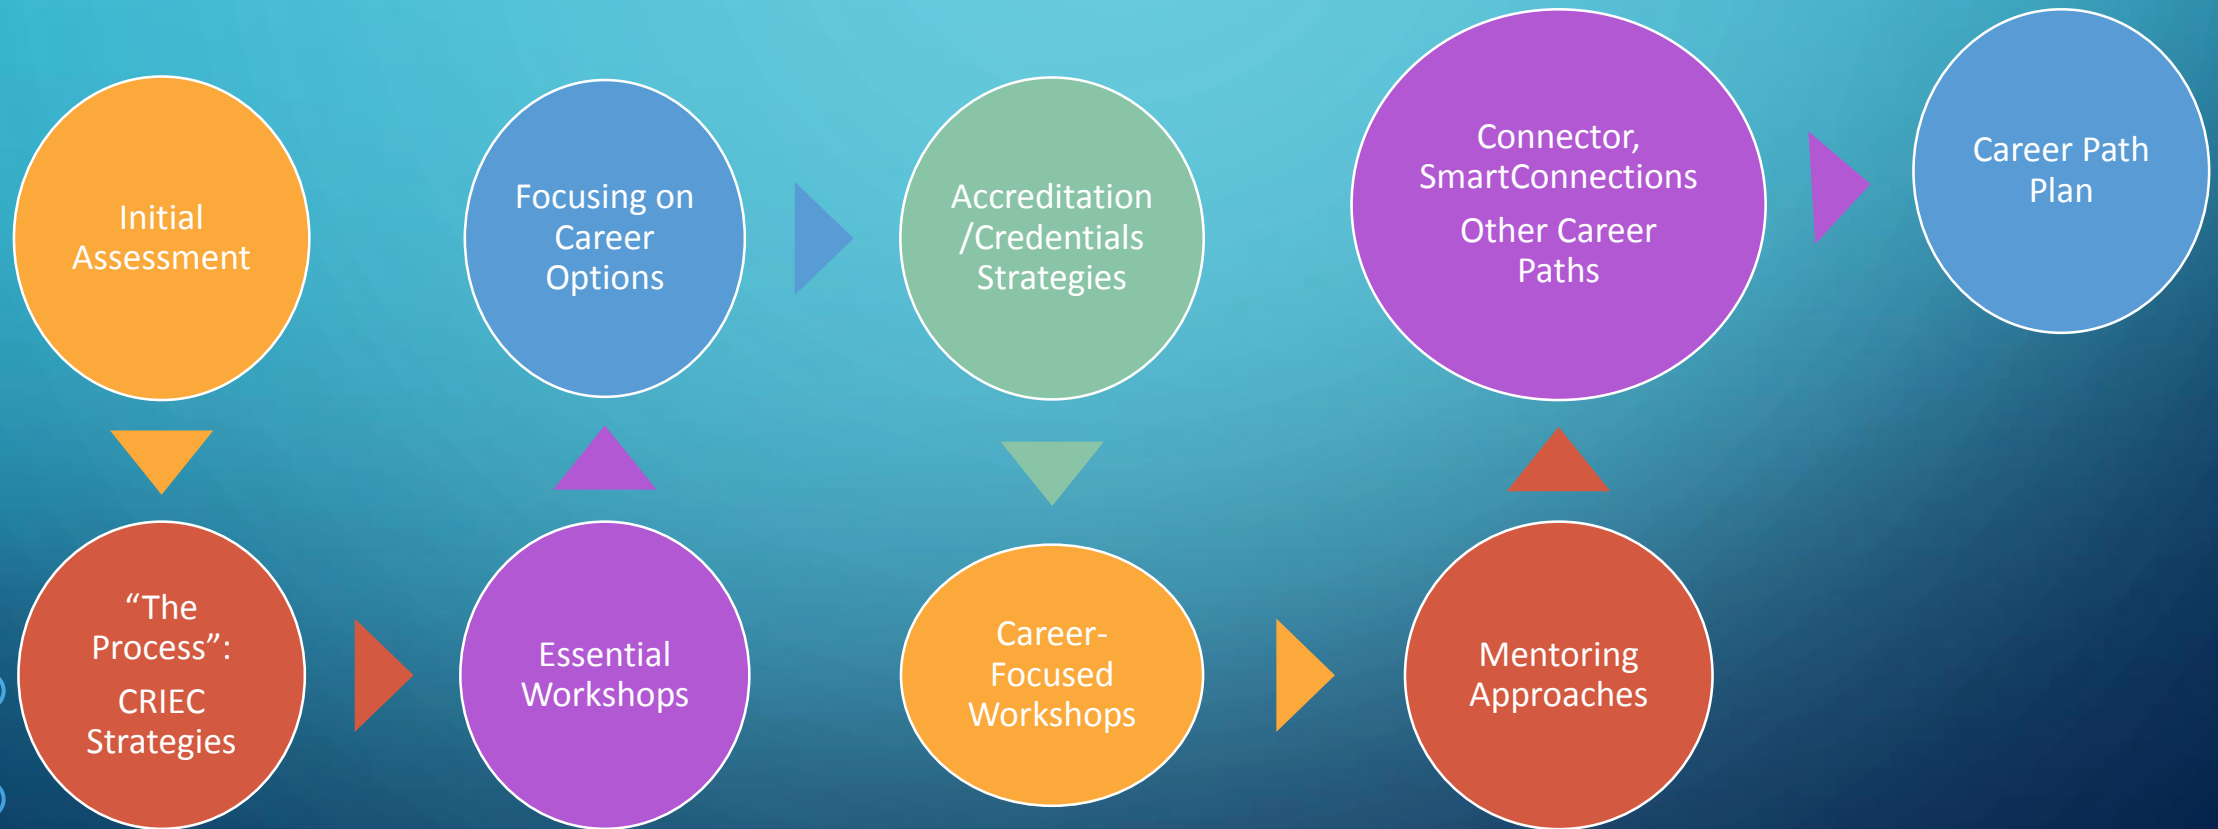 Initial
Assessment
“The
Process”:
CRIEC
Strategies
Essential
Workshops
Focusing on
Career
Options
Accreditation
/Credentials
Strategies
Career-
Focused
Workshops
Mentoring
Approaches
Connector,
SmartConnections
Other Career
Paths
Career Path
Plan